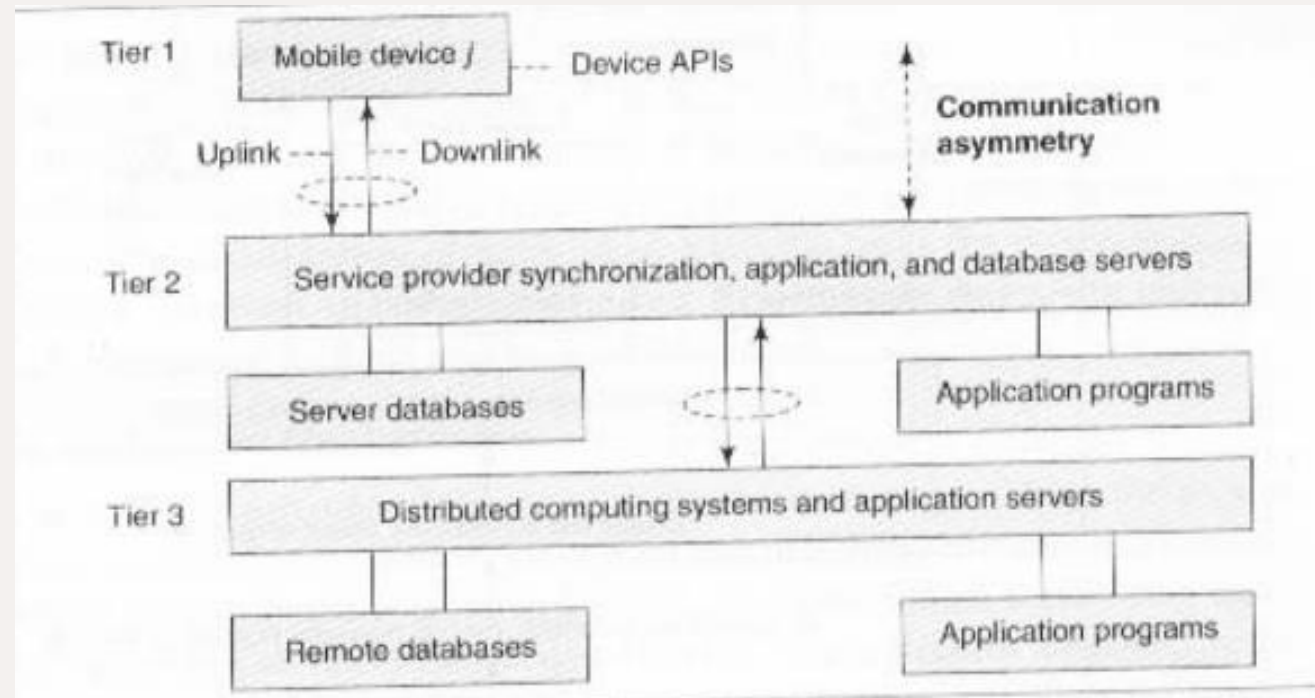 Tier 1
Mobile device j
Device APIs
Communication
asymmetry
Uplink
Downlink
Tier 2
Service provider synchronization, application, and database servers
Server databases
Application programs
Tier 3
Distributed computing systems and application servers
Remote databases
Application programs